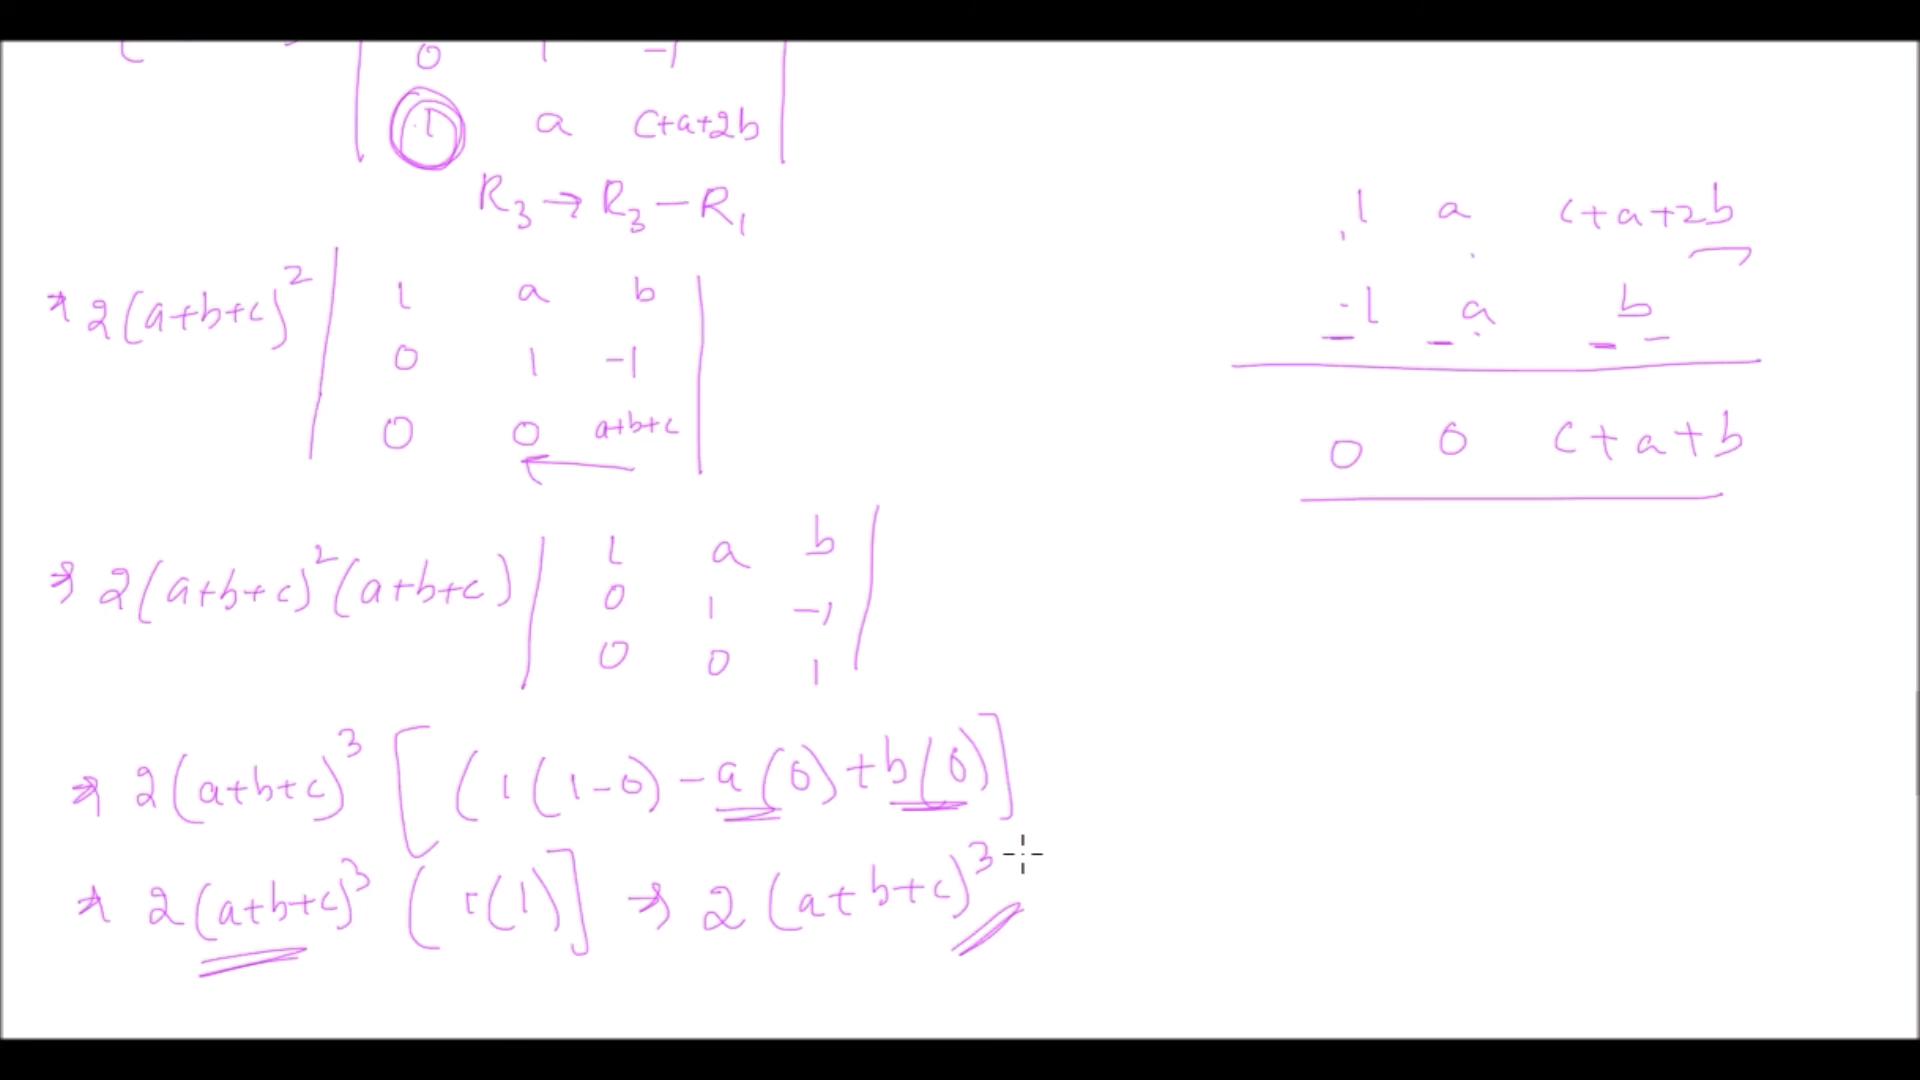 0 1 -1
1 a c+a+2b
R₃ → R₃ - R₁
⇒ 2(a+b+c)² | 1 a b |
0 1 -1
0 0 a+b+c
⇒ 2(a+b+c)²(a+b+c) | 1 a b |
0 1 -1
0 0 1
⇒ 2(a+b+c)³ [(1(1-0) - a(0) + b(0)]
⇒ 2(a+b+c)³ (1(1)] ⇒ 2(a+b+c)³
1 a c+a+2b
1 a b
- - -
0 0 c+a+b